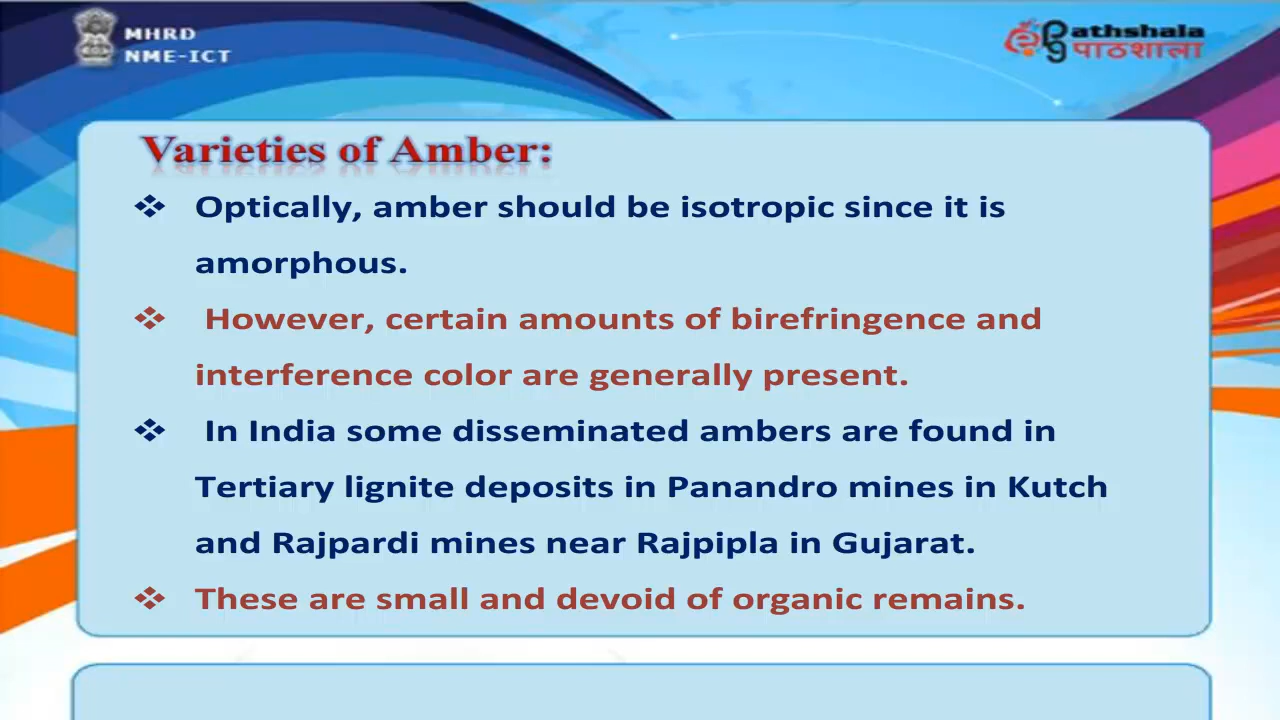 MHRD
NME-ICT
ePathshala
पाठशाला
Varieties of Amber:
❖ Optically, amber should be isotropic since it is
amorphous.
❖ However, certain amounts of birefringence and
interference color are generally present.
❖ In India some disseminated ambers are found in
Tertiary lignite deposits in Panandro mines in Kutch
and Rajpardi mines near Rajpipla in Gujarat.
❖ These are small and devoid of organic remains.